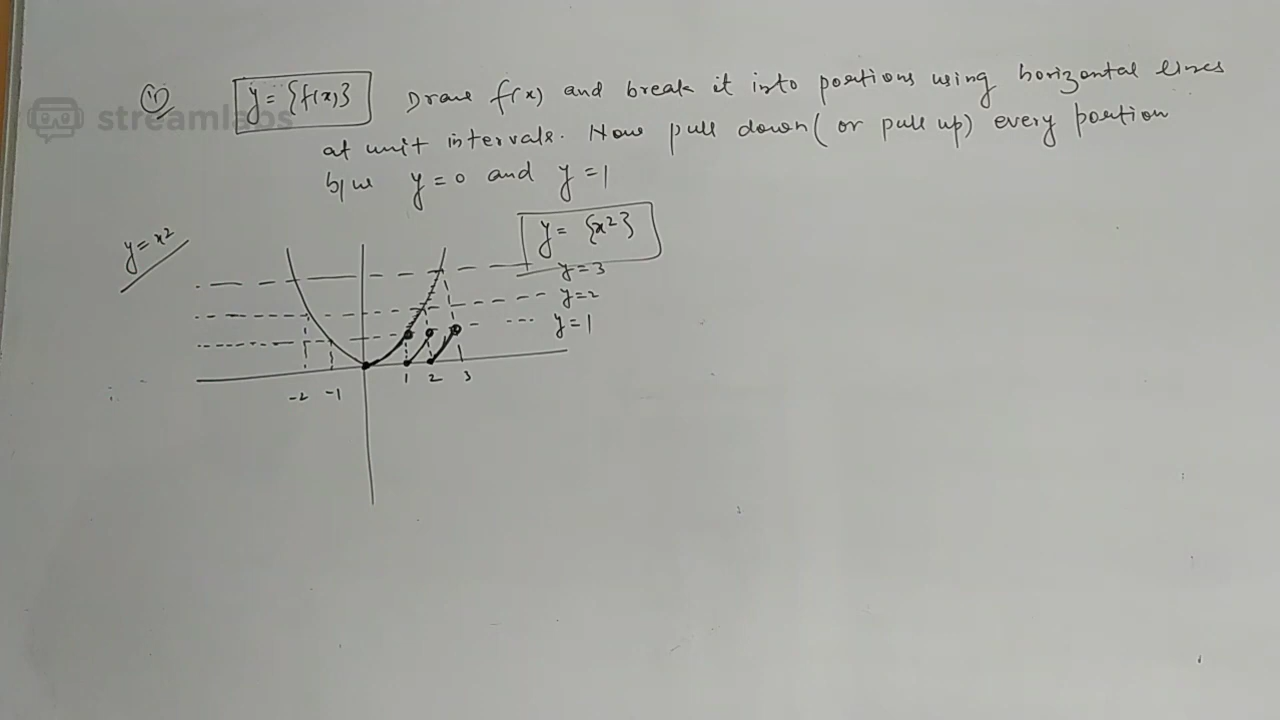 (ii) y = {f(x)} Draw f(x) and break it into portions using horizontal lines
at unit intervals. Now pull down (or pull up) every portion
b/w y = 0 and y = 1
streamlabs
y = x²
y = {x²}
y = 3
y = 2
y = 1
-2 -1 1 2 3